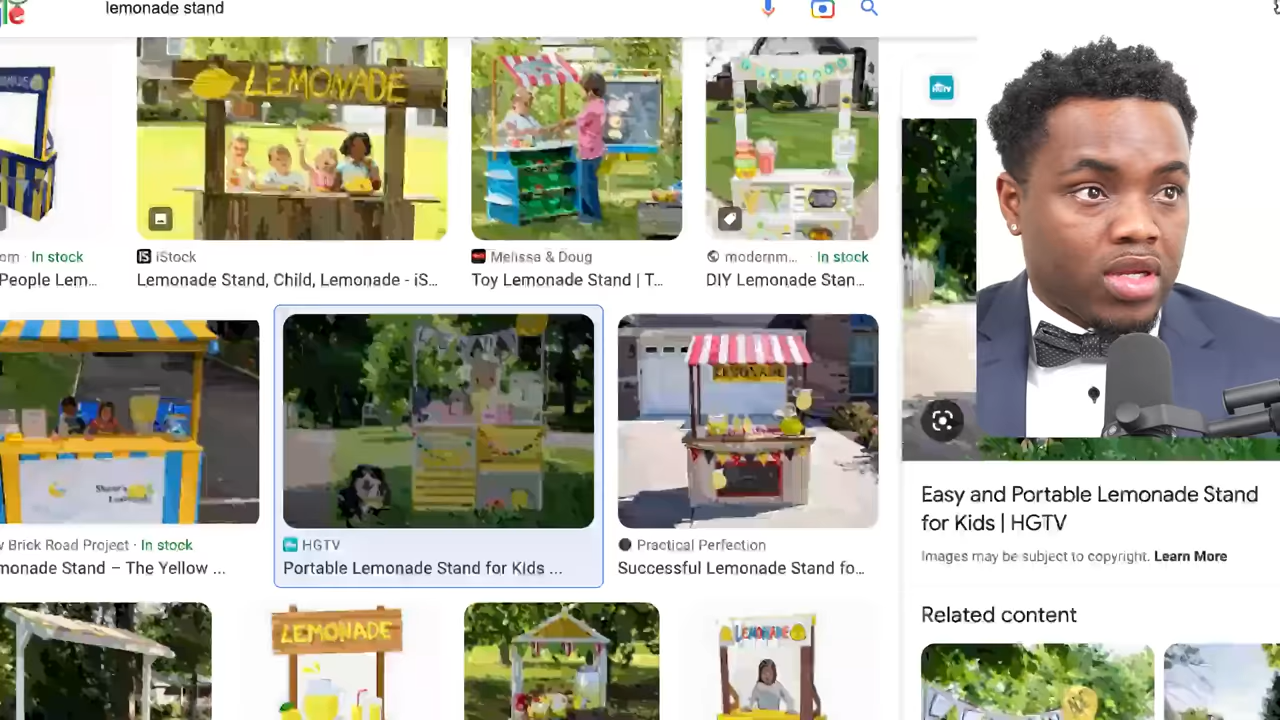 lemonade stand
LEMONADE
HGTV
In stock
People Lem...
iStock
Lemonade Stand, Child, Lemonade - iS...
Melissa & Doug
Toy Lemonade Stand | T...
modernm... · In stock
DIY Lemonade Stan...
LEMONADE
Brick Road Project · In stock
monade Stand – The Yellow ...
HGTV
Portable Lemonade Stand for Kids ...
Practical Perfection
Successful Lemonade Stand fo...
Easy and Portable Lemonade Stand
for Kids | HGTV
Images may be subject to copyright. Learn More
Related content
LEMONADE
LEMONADE